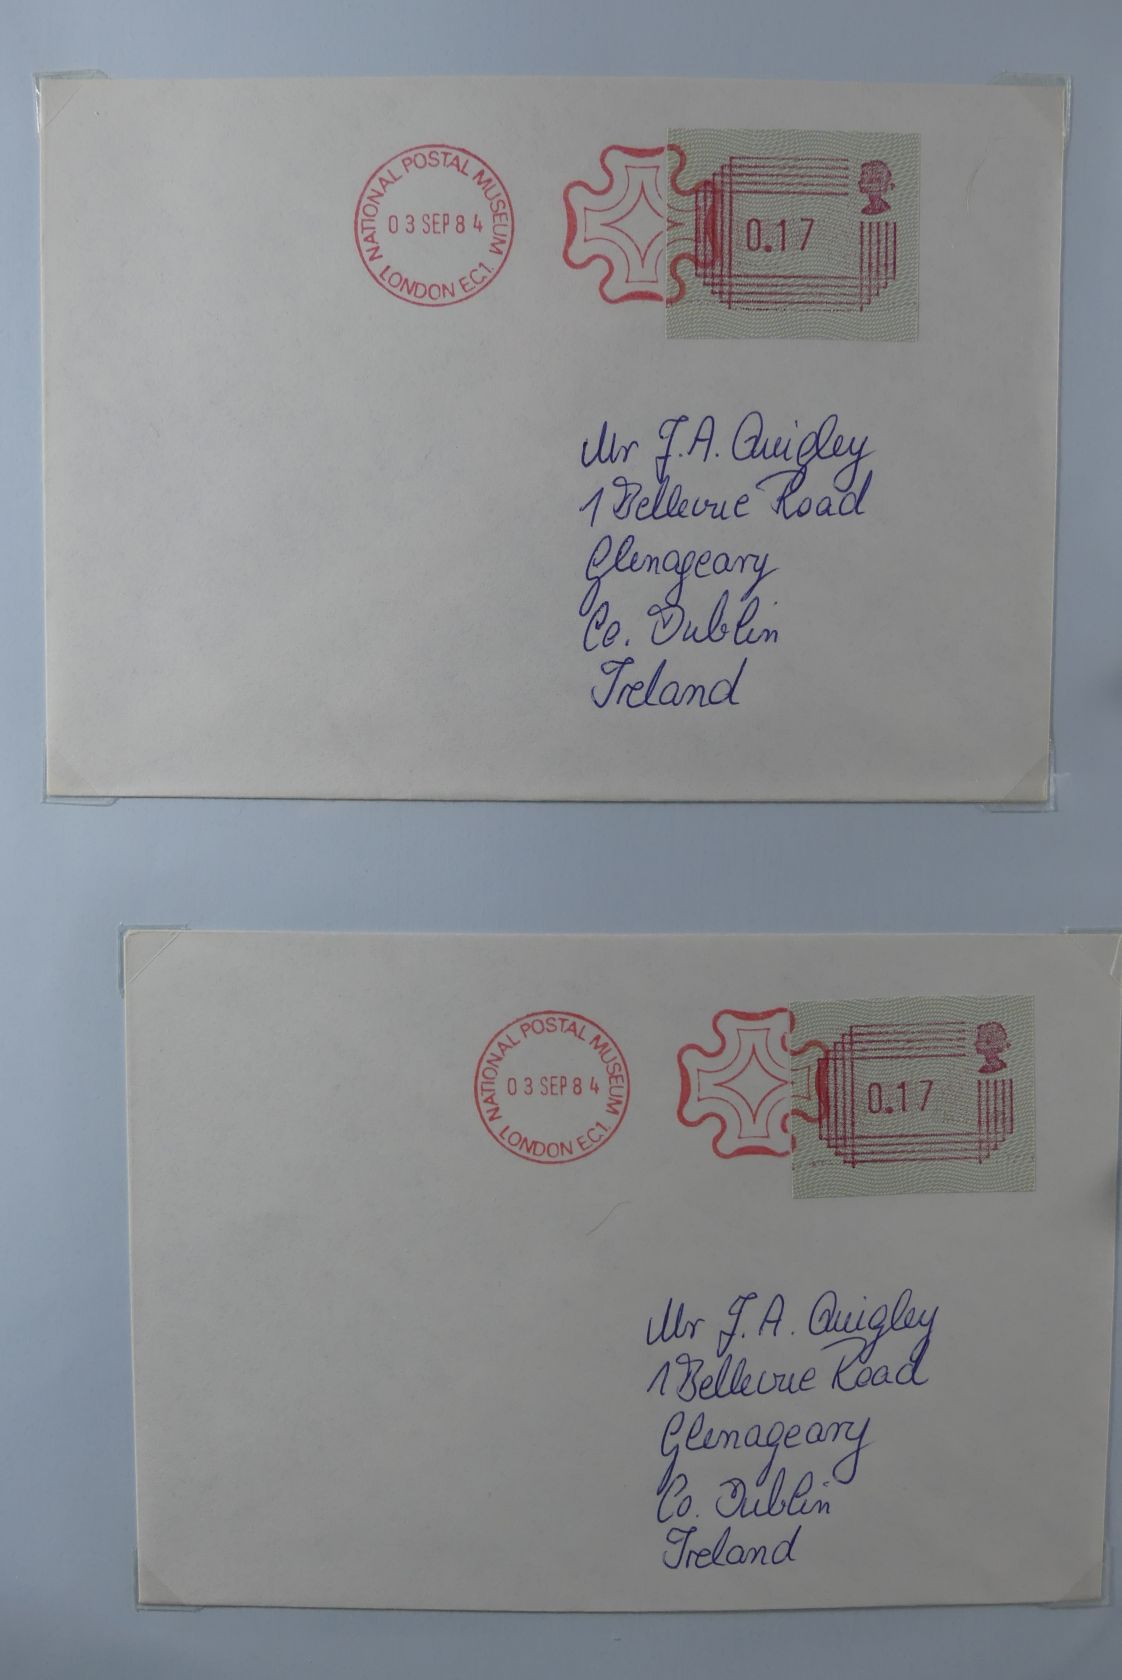 NATIONAL POSTAL MUSEUM
03 SEP 84
LONDON E.C.1.
0.17
Mr J.A. Quigley
1 Bellevue Road
Glenageary
Co. Dublin
Ireland
NATIONAL POSTAL MUSEUM
03 SEP 84
LONDON E.C.1.
0.17
Mr J.A. Quigley
1 Bellevue Road
Glenageary
Co. Dublin
Ireland